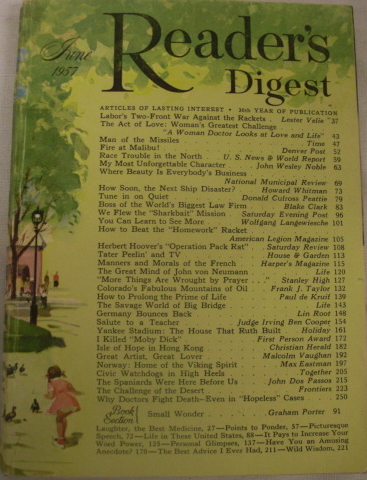 June
1957
Reader's
Digest
ARTICLES OF LASTING INTEREST • 36th YEAR OF PUBLICATION
Labor's Two-Front War Against the Rackets . Lester Velie 37
The Act of Love: Woman's Greatest Challenge
"A Woman Doctor Looks at Love and Life" 43
Man of the Missiles Time 47
Fire at Malibu! Denver Post 52
Race Trouble in the North . U. S. News & World Report 59
My Most Unforgettable Character . John Wesley Noble 63
Where Beauty Is Everybody's Business .
National Municipal Review 69
How Soon, the Next Ship Disaster? Howard Whitman 73
Tune in on Quiet Donald Culross Peattie 79
Boss of the World's Biggest Law Firm . Blake Clark 83
We Flew the "Sharkbait" Mission . Saturday Evening Post 96
You Can Learn to See More . Wolfgang Langewiesche 101
How to Beat the "Homework" Racket
American Legion Magazine 105
Herbert Hoover's "Operation Pack Rat" . Saturday Review 108
Tater Peelin' and TV House & Garden 113
Manners and Morals of the French . Harper's Magazine 115
The Great Mind of John von Neumann . Life 120
"More Things Are Wrought by Prayer . . ." Stanley High 127
Colorado's Fabulous Mountains of Oil . Frank J. Taylor 132
How to Prolong the Prime of Life Paul de Kruif 139
The Savage World of Big Bridge Life 143
Germany Bounces Back Lin Root 148
Salute to a Teacher Judge Irving Ben Cooper 154
Yankee Stadium: The House That Ruth Built . Holiday 161
I Killed "Moby Dick" First Person Award 172
Isle of Hope in Hong Kong Christian Herald 182
Great Artist, Great Lover Malcolm Vaughan 192
Norway: Home of the Viking Spirit Max Eastman 197
Civic Watchdogs in High Heels Together 205
The Spaniards Were Here Before Us . John Dos Passos 215
The Challenge of the Desert Frontiers 223
Why Doctors Fight Death—Even in "Hopeless" Cases . 250
Book
Section
Small Wonder Graham Porter 91
Laughter, the Best Medicine, 27—Points to Ponder, 57—Picturesque
Speech, 72—Life in These United States, 88—It Pays to Increase Your
Word Power, 125—Personal Glimpses, 137—Have You an Amusing
Anecdote? 170—The Best Advice I Ever Had, 211—Wild Wisdom, 221